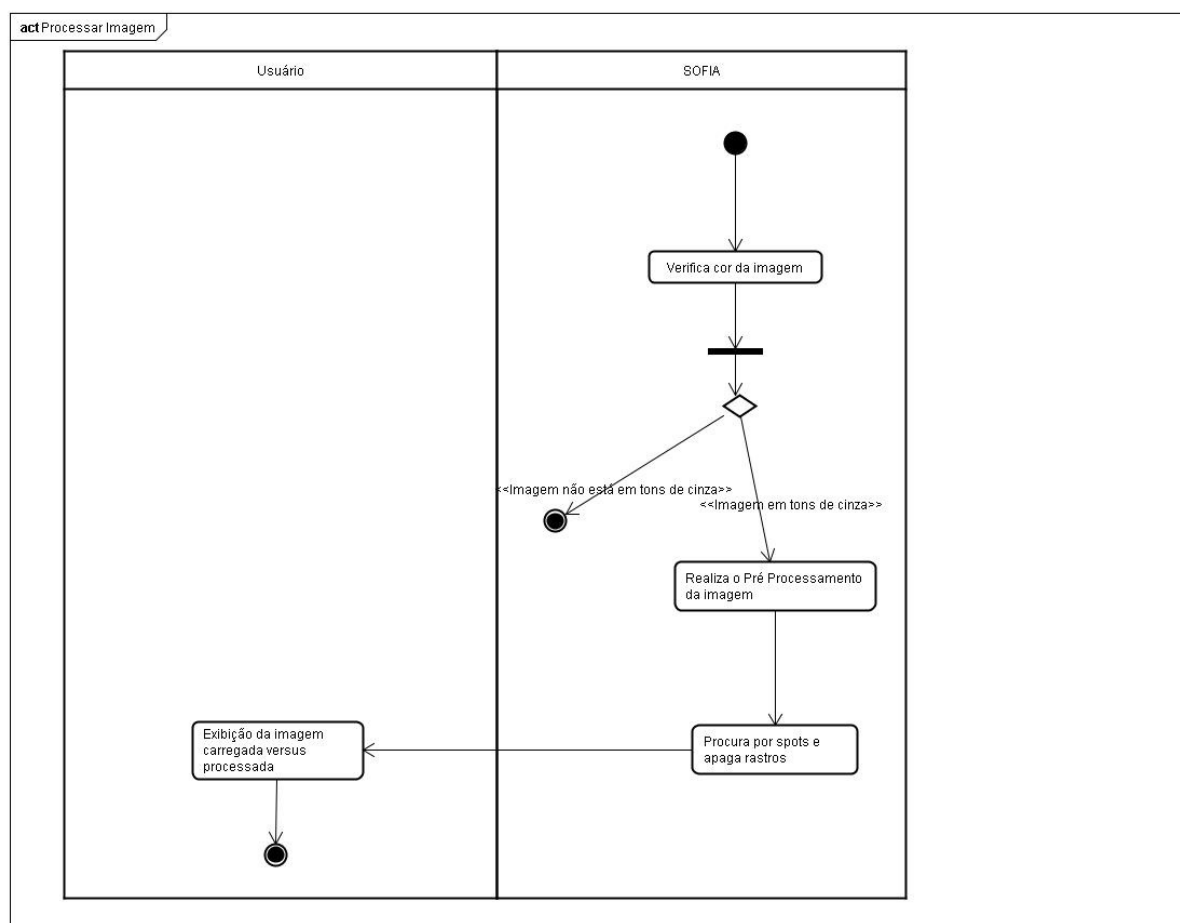 act Processar Imagem
Usuário
SOFIA
Verifica cor da imagem
<<Imagem não está em tons de cinza>>
<<Imagem em tons de cinza>>
Realiza o Pré Processamento
da imagem
Exibição da imagem
carregada versus
processada
Procura por spots e
apaga rastros